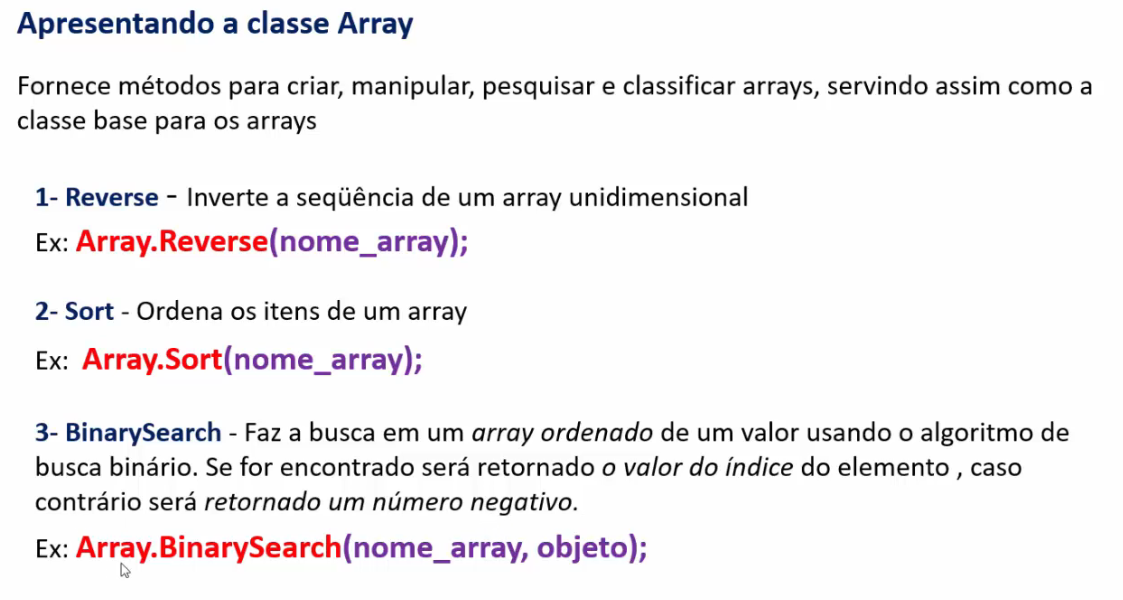 Apresentando a classe Array
Fornece métodos para criar, manipular, pesquisar e classificar arrays, servindo assim como a
classe base para os arrays
1- Reverse - Inverte a seqüência de um array unidimensional
Ex: Array.Reverse(nome_array);
2- Sort - Ordena os itens de um array
Ex: Array.Sort(nome_array);
3- BinarySearch - Faz a busca em um array ordenado de um valor usando o algoritmo de
busca binário. Se for encontrado será retornado o valor do índice do elemento , caso
contrário será retornado um número negativo.
Ex: Array.BinarySearch(nome_array, objeto);